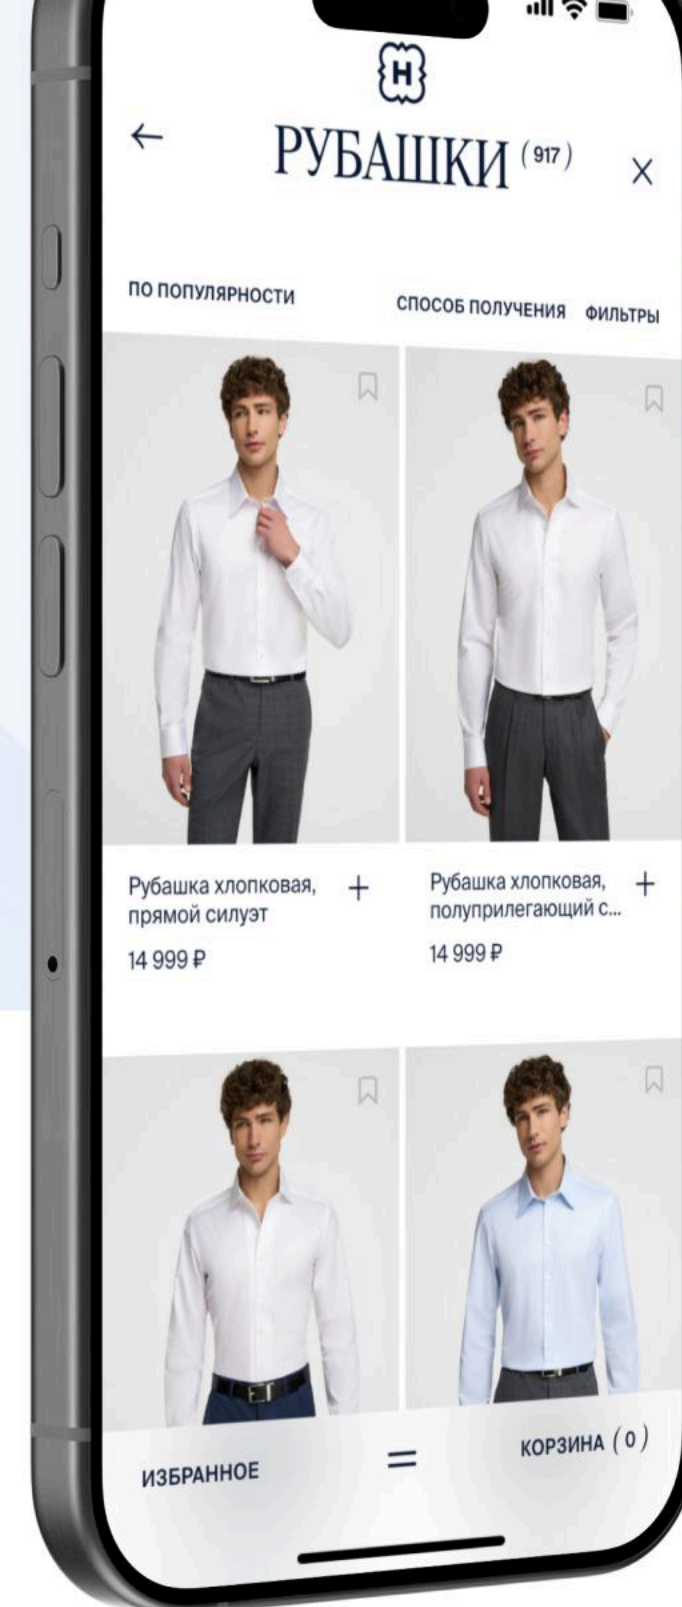 H
РУБАШКИ (917)
ПО ПОПУЛЯРНОСТИ
СПОСОБ ПОЛУЧЕНИЯ ФИЛЬТРЫ
Рубашка хлопковая,
прямой силуэт
14 999 ₽
Рубашка хлопковая,
полуприлегающий с...
14 999 ₽
ИЗБРАННОЕ
КОРЗИНА (0)